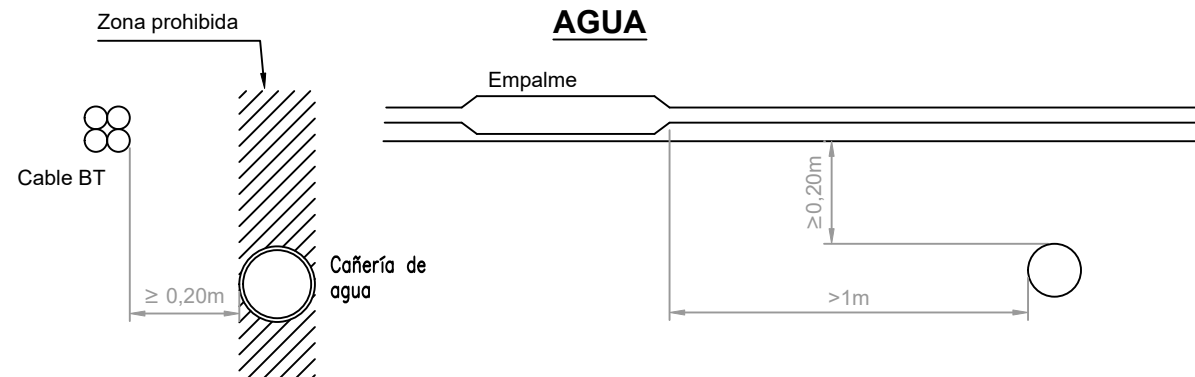 Zona prohibida
AGUA
Empalme
Cable BT
≥0,20m
Cañería de
agua
≥ 0,20m
>1m